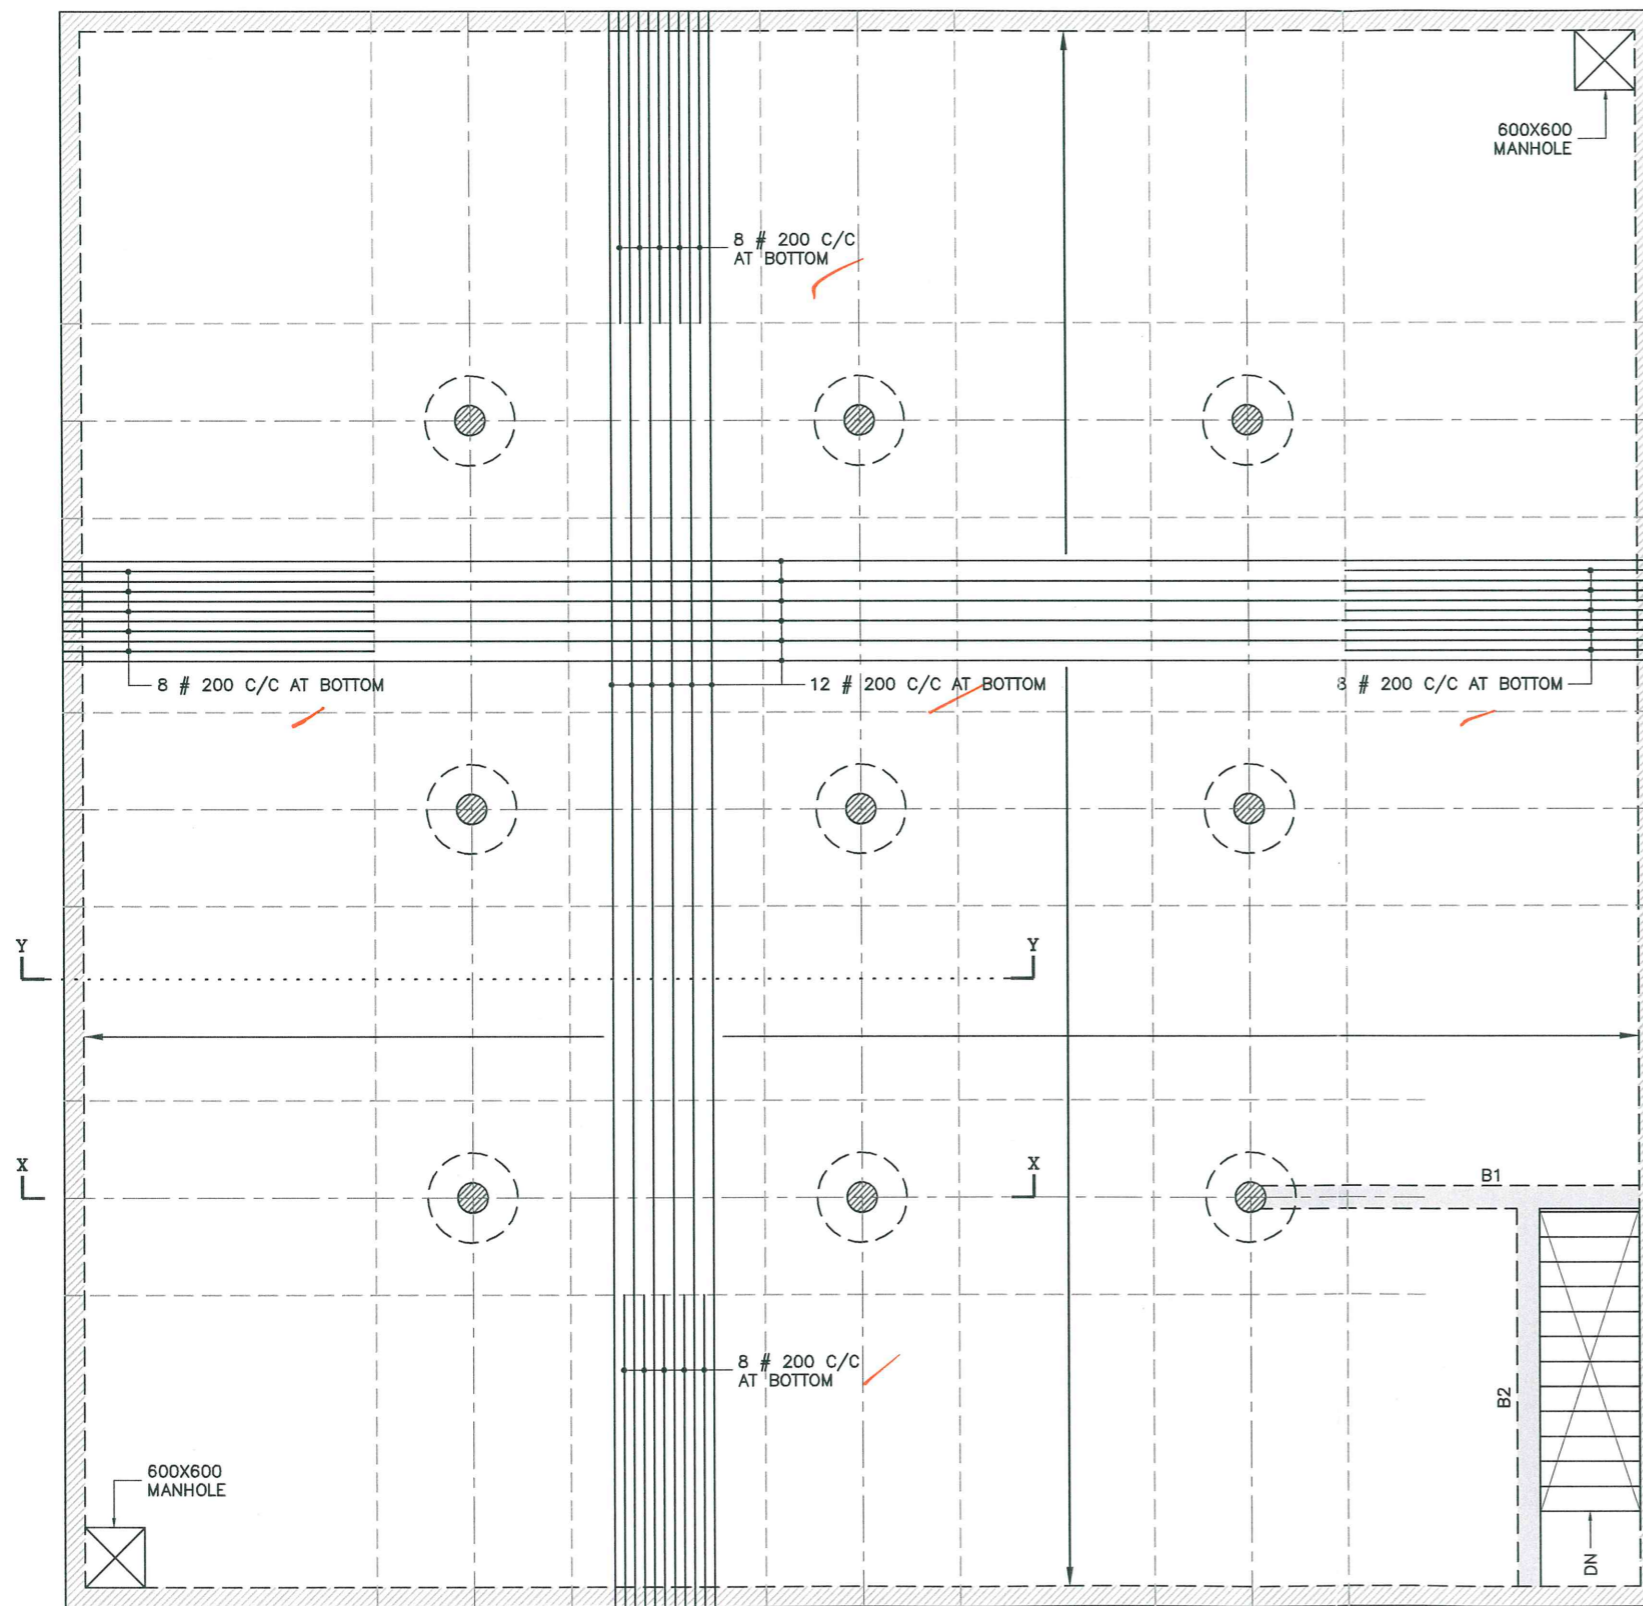 600X600
MANHOLE
8 # 200 C/C
AT BOTTOM
8 # 200 C/C AT BOTTOM
12 # 200 C/C AT BOTTOM
8 # 200 C/C AT BOTTOM
Y
Y
X
X
B1
8 # 200 C/C
AT BOTTOM
B2
600X600
MANHOLE
DN